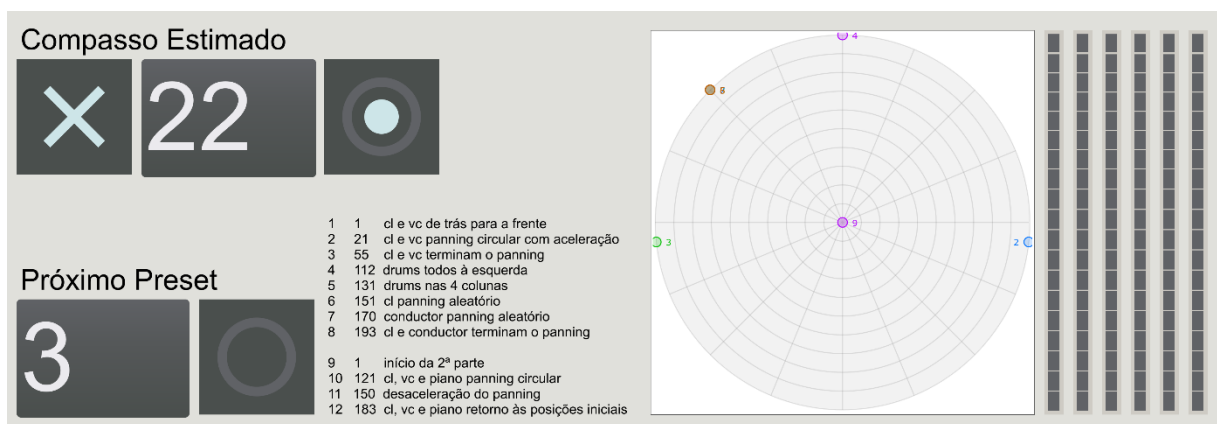 Compasso Estimado
22
1 1 cl e vc de trás para a frente
2 21 cl e vc panning circular com aceleração
3 55 cl e vc terminam o panning
4 112 drums todos à esquerda
5 131 drums nas 4 colunas
6 151 cl panning aleatório
7 170 conductor panning aleatório
8 193 cl e conductor terminam o panning
9 1 início da 2ª parte
10 121 cl, vc e piano panning circular
11 150 desaceleração do panning
12 183 cl, vc e piano retorno às posições iniciais
Próximo Preset
3
4
9
3
2